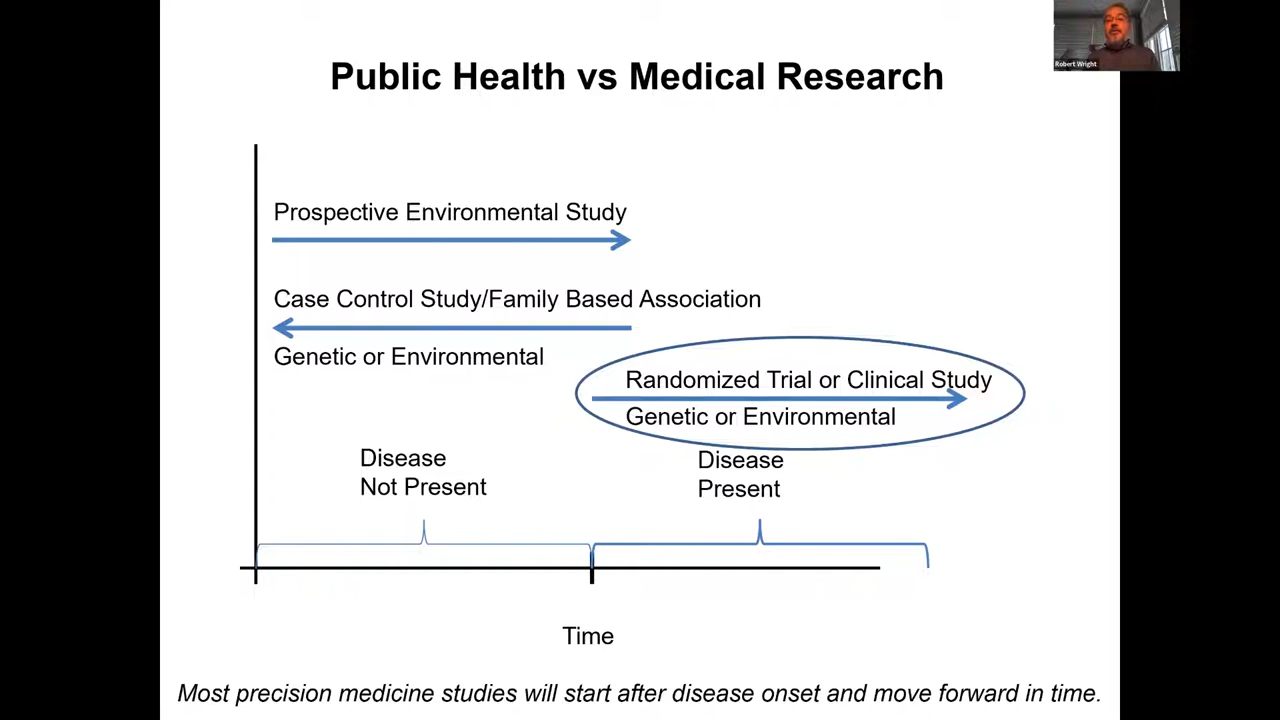 Robert Wright
Public Health vs Medical Research
Prospective Environmental Study
Case Control Study/Family Based Association
Genetic or Environmental
Randomized Trial or Clinical Study
Genetic or Environmental
Disease
Not Present
Disease
Present
Time
Most precision medicine studies will start after disease onset and move forward in time.